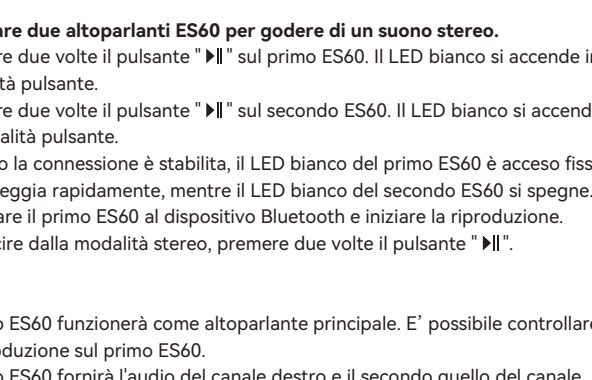 are due altoparlanti ES60 per godere di un suono stereo.
re due volte il pulsante " ⏯ " sul primo ES60. Il LED bianco si accende i
tà pulsante.
re due volte il pulsante " ⏯ " sul secondo ES60. Il LED bianco si accend
alità pulsante.
o la connessione è stabilita, il LED bianco del primo ES60 è acceso fiss
eggia rapidamente, mentre il LED bianco del secondo ES60 si spegne.
are il primo ES60 al dispositivo Bluetooth e iniziare la riproduzione.
cire dalla modalità stereo, premere due volte il pulsante " ⏯ ".
o ES60 funzionerà come altoparlante principale. E' possibile controllare
oduzione sul primo ES60.
o ES60 fornirà l'audio del canale destro e il secondo quello del canale